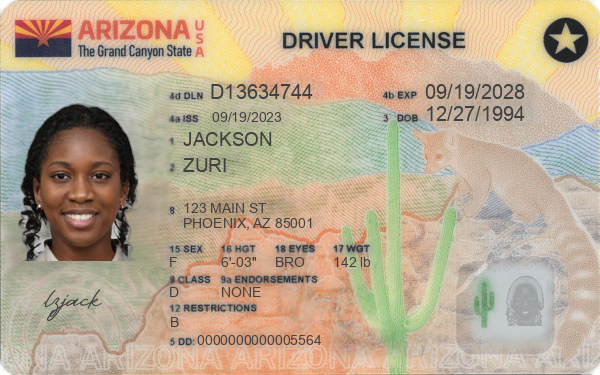 ARIZONA USA
The Grand Canyon State
DRIVER LICENSE
4d DLN D13634744
4b EXP 09/19/2028
4a ISS 09/19/2023
3 DOB 12/27/1994
1 JACKSON
2 ZURI
8 123 MAIN ST
PHOENIX, AZ 85001
15 SEX 16 HGT 18 EYES 17 WGT
F 6'-03" BRO 142 lb
9 CLASS 9a ENDORSEMENTS
D NONE
12 RESTRICTIONS
B
5 DD: 0000000000005564
ARIZONA ARIZONA ARIZONA ARIZONA